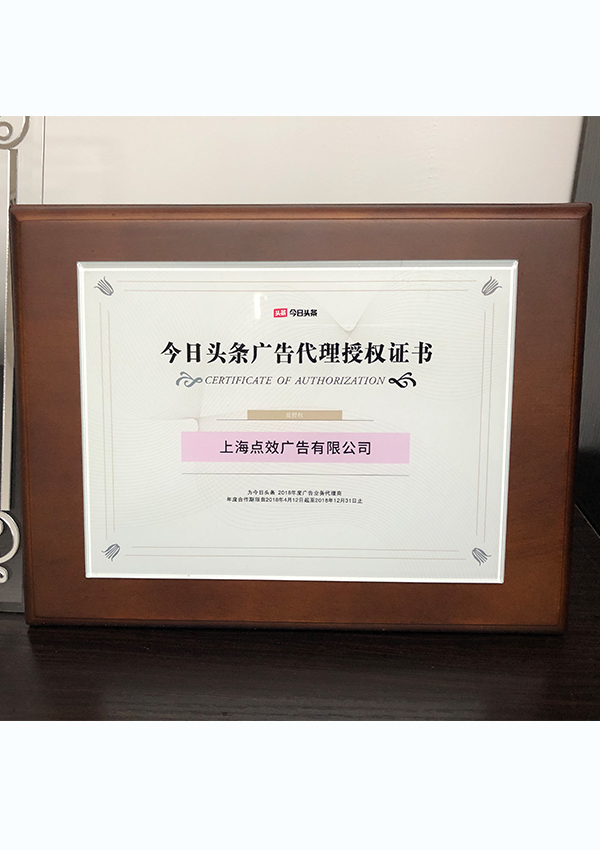 头条 今日头条
今日头条广告代理授权证书
CERTIFICATE OF AUTHORIZATION
上海点效广告有限公司
为今日头条 2018年度广告业务代理商
年度合作期限自2018年4月12日起至2018年12月31日止